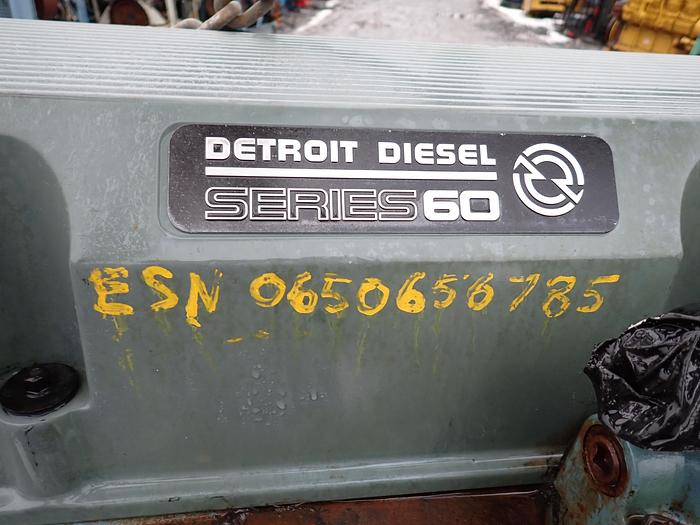 DETROIT DIESEL
SERIES 60
ESN 0650656785